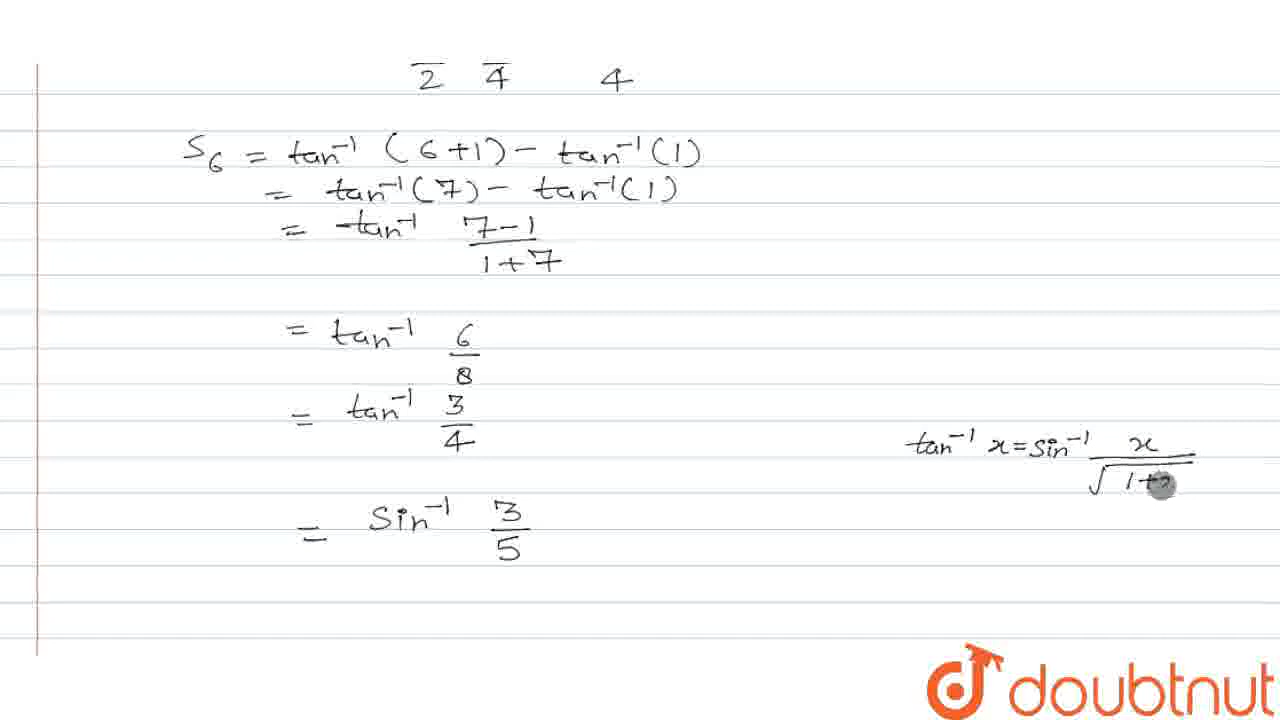 2 4 4
S₆ = tan⁻¹ (6+1) − tan⁻¹(1)
= tan⁻¹(7) − tan⁻¹(1)
= tan⁻¹ (7−1)/(1+7)
= tan⁻¹ 6/8
= tan⁻¹ 3/4
tan⁻¹ x = sin⁻¹ x/√(1+
= sin⁻¹ 3/5
doubtnut